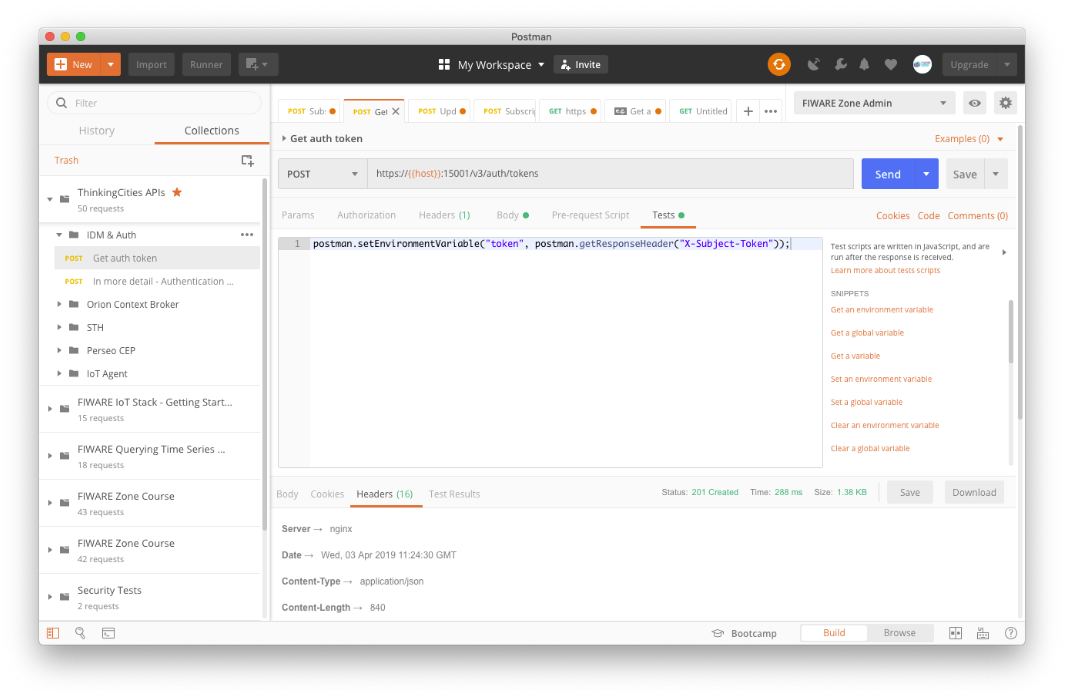 Postman
New
Import
Runner
My Workspace
Invite
Upgrade
Filter
History
Collections
Trash
ThinkingCities APIs
50 requests
IDM & Auth
POST Get auth token
POST In more detail - Authentication ...
Orion Context Broker
STH
Perseo CEP
IoT Agent
FIWARE IoT Stack - Getting Start...
15 requests
FIWARE Querying Time Series ...
18 requests
FIWARE Zone Course
43 requests
FIWARE Zone Course
42 requests
Security Tests
2 requests
POST Sub: POST Get POST Upd POST Subscri GET https e.g. Get a GET Untitled
FIWARE Zone Admin
Get auth token
Examples (0)
POST
https://{{host}}:15001/v3/auth/tokens
Send
Save
Params Authorization Headers (1) Body Pre-request Script Tests
Cookies Code Comments (0)
1 postman.setEnvironmentVariable("token", postman.getResponseHeader("X-Subject-Token"));
Test scripts are written in JavaScript, and are
run after the response is received.
Learn more about tests scripts
SNIPPETS
Get an environment variable
Get a global variable
Get a variable
Set an environment variable
Set a global variable
Clear an environment variable
Clear a global variable
Body Cookies Headers (16) Test Results
Status: 201 Created Time: 288 ms Size: 1.38 KB
Save
Download
Server → nginx
Date → Wed, 03 Apr 2019 11:24:30 GMT
Content-Type → application/json
Content-Length → 840
Bootcamp
Build
Browse